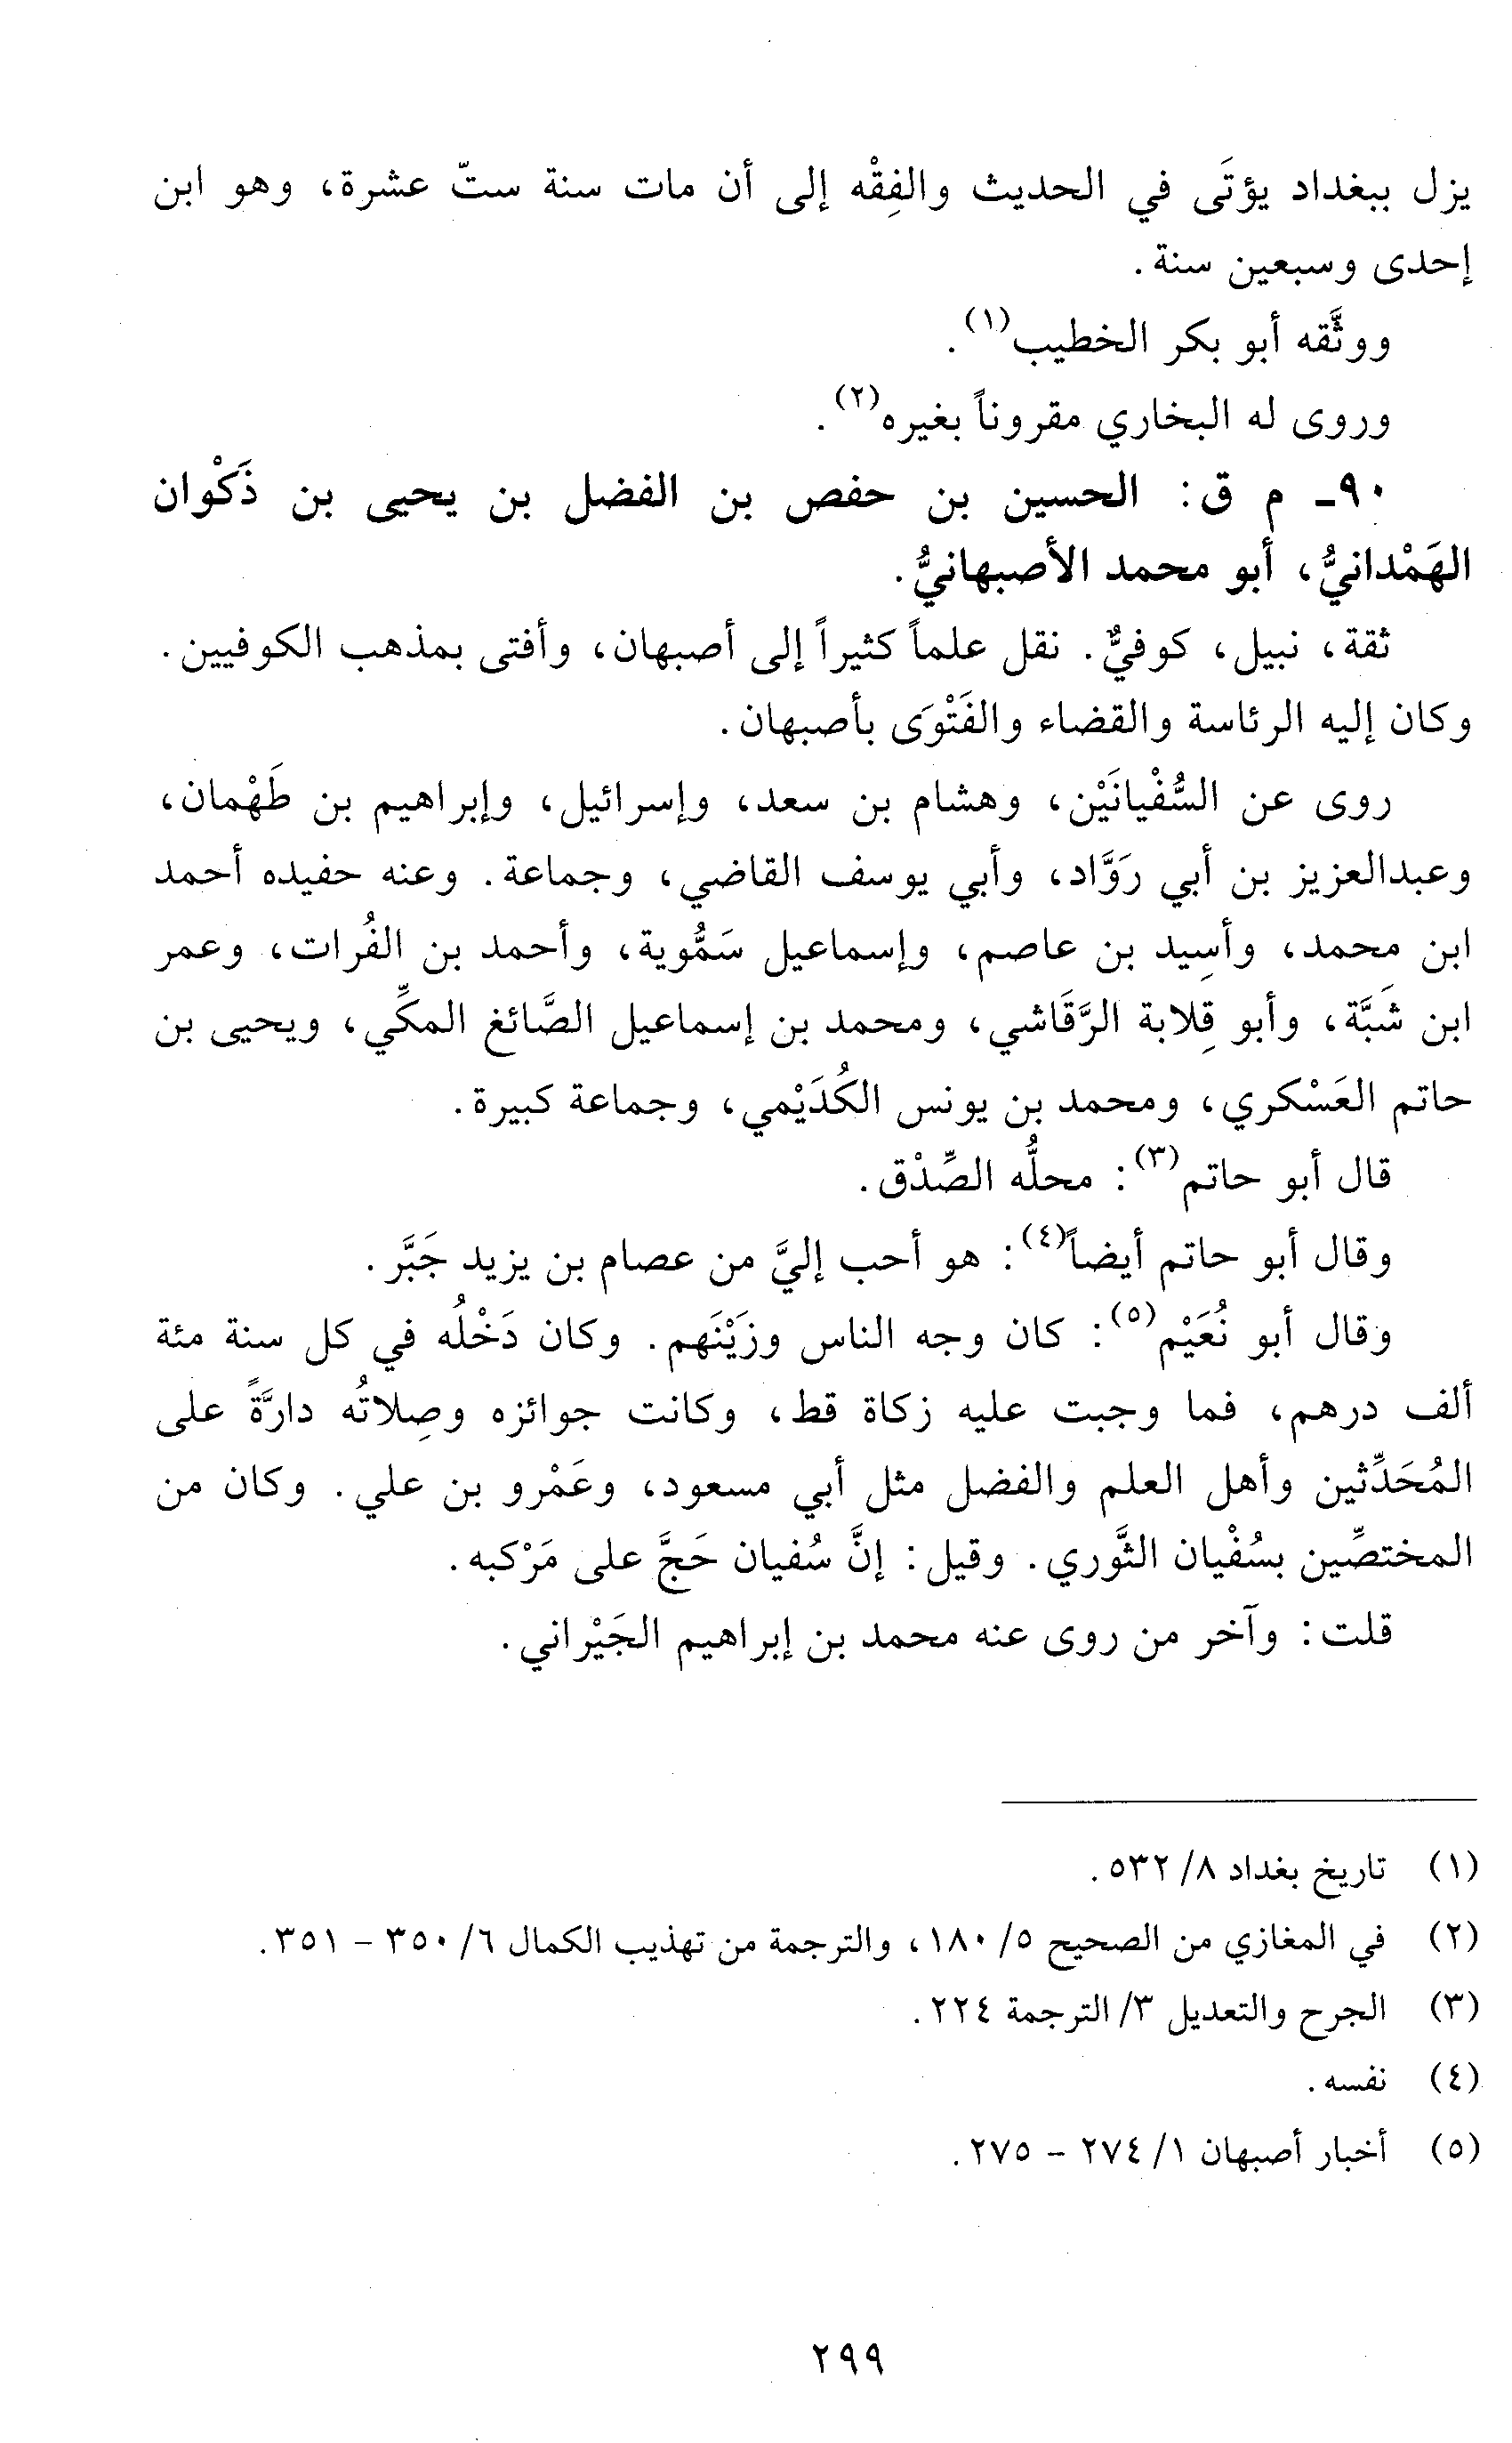 يزل ببغداد يؤتَى في الحديث والفِقْه إلى أن مات سنة ستّ عشرة، وهو ابن
إحدى وسبعين سنة.
ووثَّقه أبو بكر الخطيب(١).
وروى له البخاري مقروناً بغيره(٢).
٩٠- م ق: الحسين بن حفص بن الفضل بن يحيى بن ذَكْوان
الهَمْدانيُّ، أبو محمد الأصبهانيُّ.
ثقة، نبيل، كوفيٌّ. نقل علماً كثيراً إلى أصبهان، وأفتى بمذهب الكوفيين.
وكان إليه الرئاسة والقضاء والفَتْوَى بأصبهان.
روى عن السُّفْيانَيْن، وهشام بن سعد، وإسرائيل، وإبراهيم بن طَهْمان،
وعبدالعزيز بن أبي رَوَّاد، وأبي يوسف القاضي، وجماعة. وعنه حفيده أحمد
ابن محمد، وأسِيد بن عاصم، وإسماعيل سَمُّوية، وأحمد بن الفُرات، وعمر
ابن شَبَّة، وأبو قِلابة الرَّقَاشي، ومحمد بن إسماعيل الصَّائغ المكِّي، ويحيى بن
حاتم العَسْكري، ومحمد بن يونس الكُدَيْمي، وجماعة كبيرة.
قال أبو حاتم(٣): محلُّه الصِّدْق.
وقال أبو حاتم أيضاً(٤): هو أحب إليَّ من عصام بن يزيد جَبَّر.
وقال أبو نُعَيْم(٥): كان وجه الناس وزَيْنَهم. وكان دَخْلُه في كل سنة مئة
ألف درهم، فما وجبت عليه زكاة قط، وكانت جوائزه وصِلاتُه دارَّةً على
المُحَدِّثين وأهل العلم والفضل مثل أبي مسعود، وعَمْرو بن علي. وكان من
المختصِّين بسُفْيان الثَّوري. وقيل: إنَّ سُفيان حَجَّ على مَرْكبه.
قلت: وآخر من روى عنه محمد بن إبراهيم الجَيْراني.
(١) تاريخ بغداد ٨/ ٥٣٢.
(٢) في المغازي من الصحيح ٥/ ١٨٠، والترجمة من تهذيب الكمال ٦/ ٣٥٠ - ٣٥١.
(٣) الجرح والتعديل ٣/ الترجمة ٢٢٤.
(٤) نفسه.
(٥) أخبار أصبهان ١/ ٢٧٤ - ٢٧٥.
٢٩٩